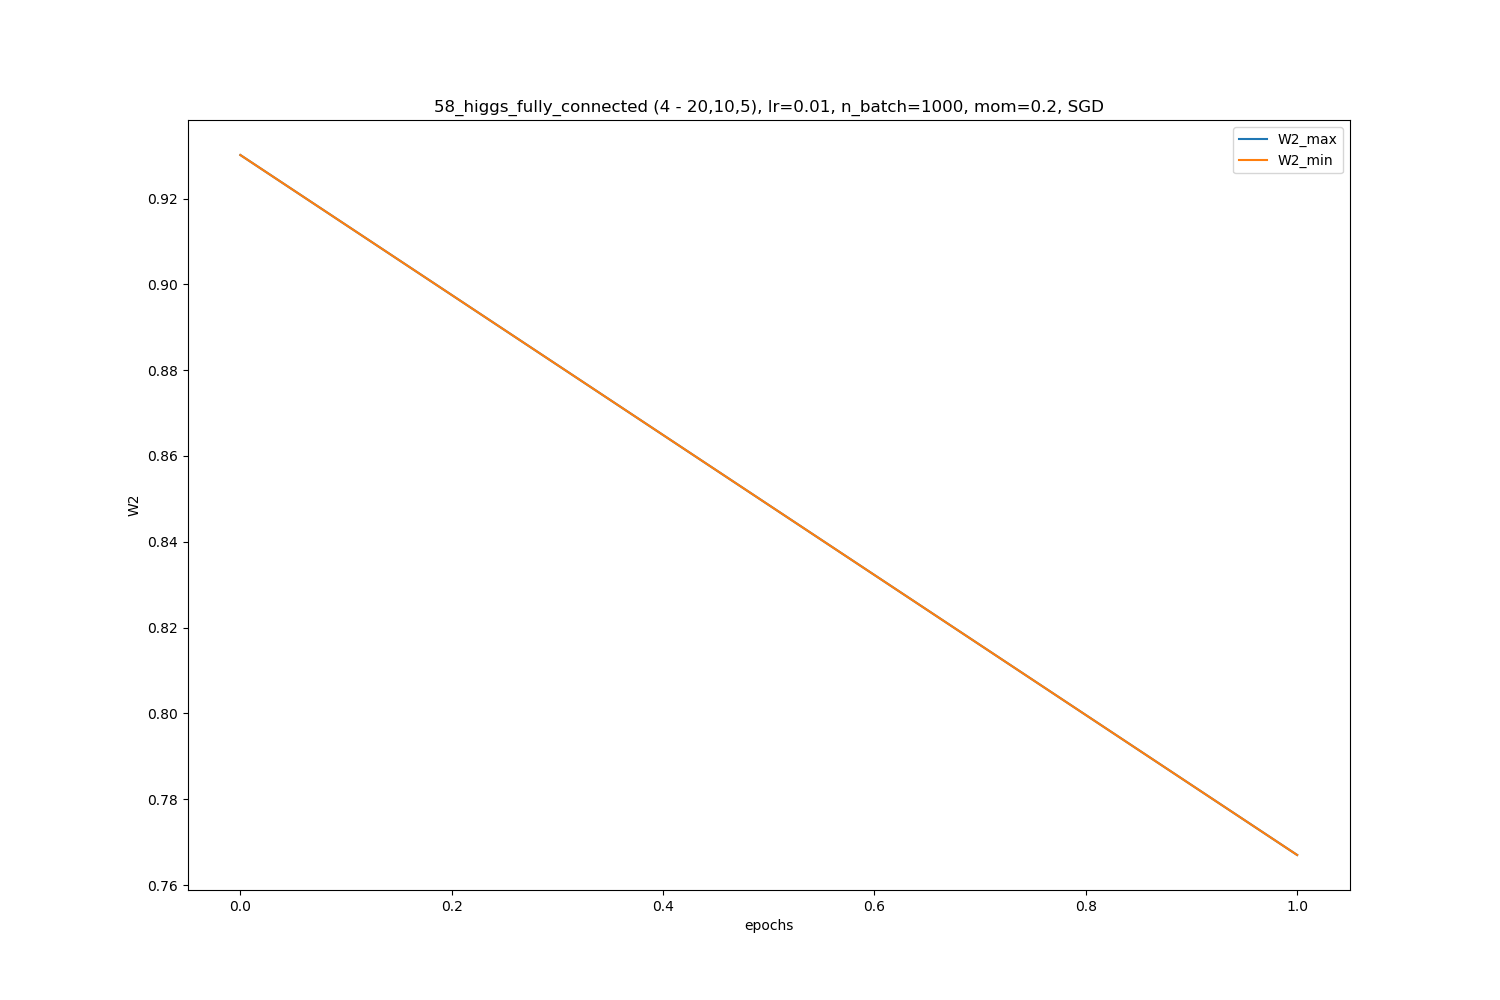 58_higgs_fully_connected (4 - 20,10,5), lr=0.01, n_batch=1000, mom=0.2, SGD
W2_max
W2_min
0.92
0.90
0.88
0.86
0.84
0.82
0.80
0.78
0.76
W2
0.0 0.2 0.4 0.6 0.8 1.0
epochs